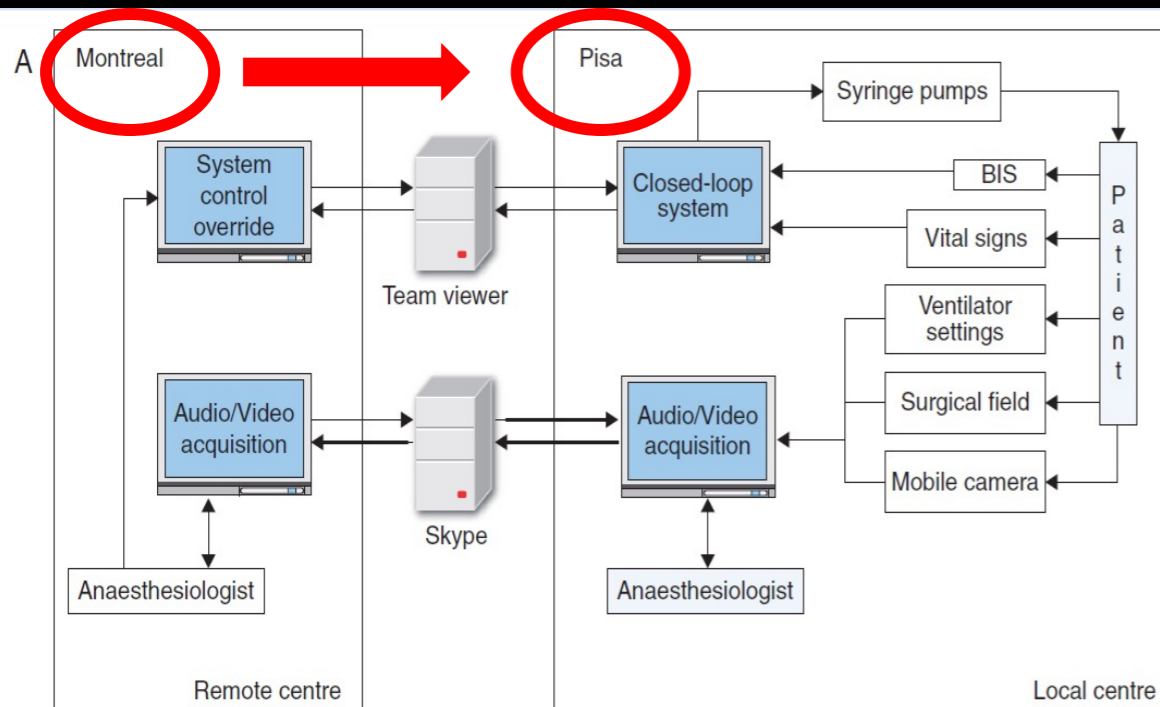 A
Montreal
Pisa
Syringe pumps
System
control
override
Team viewer
Closed-loop
system
BIS
Vital signs
Ventilator
settings
Surgical field
Mobile camera
P
a
t
i
e
n
t
Audio/Video
acquisition
Skype
Audio/Video
acquisition
Anaesthesiologist
Anaesthesiologist
Remote centre
Local centre